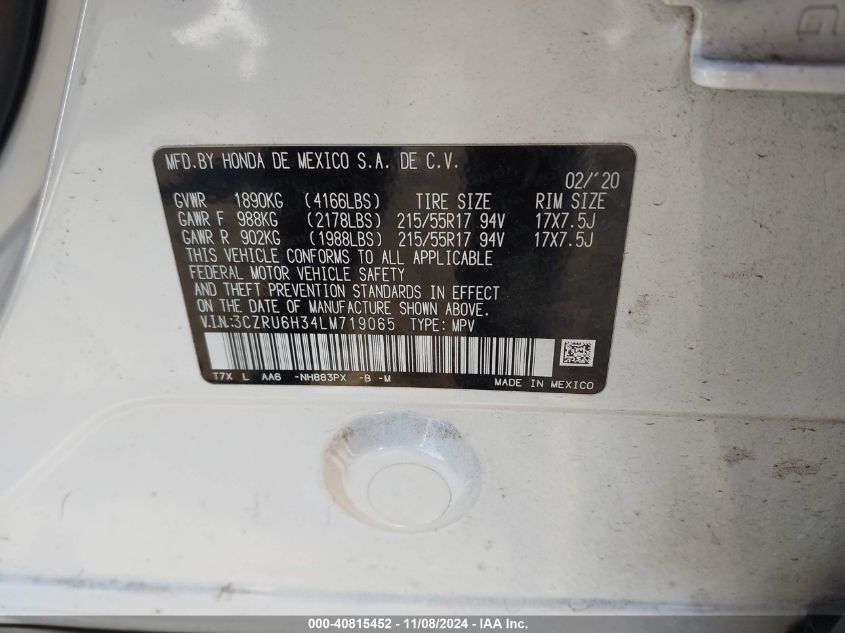 MFD.BY HONDA DE MEXICO S.A. DE C.V.
02/'20
GVWR 1890KG (4166LBS) TIRE SIZE RIM SIZE
GAWR F 988KG (2178LBS) 215/55R17 94V 17X7.5J
GAWR R 902KG (1988LBS) 215/55R17 94V 17X7.5J
THIS VEHICLE CONFORMS TO ALL APPLICABLE
FEDERAL MOTOR VEHICLE SAFETY
AND THEFT PREVENTION STANDARDS IN EFFECT
ON THE DATE OF MANUFACTURE SHOWN ABOVE.
V.I.N.:3CZRU6H34LM719065 TYPE: MPV
T7X L AA6 -NH883PX -B -M MADE IN MEXICO
000-40815452 - 11/08/2024 - IAA Inc.